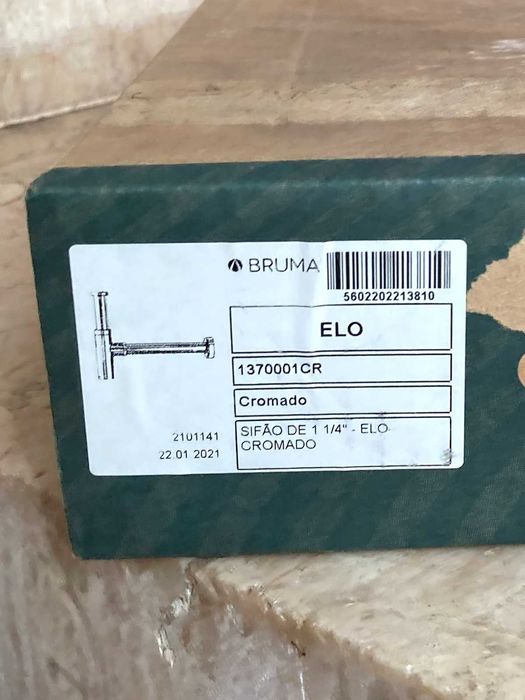 BRUMA
5602202213810
ELO
1370001CR
Cromado
SIFÃO DE 1 1/4" - ELO-
CROMADO
2101141
22.01.2021